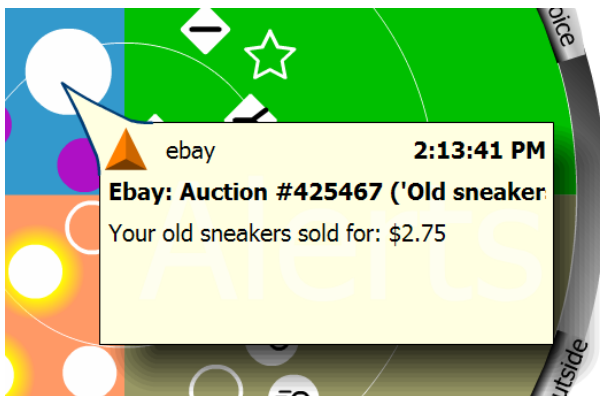 oice
ebay 2:13:41 PM
Ebay: Auction #425467 ('Old sneaker
Your old sneakers sold for: $2.75
Alerts
utside